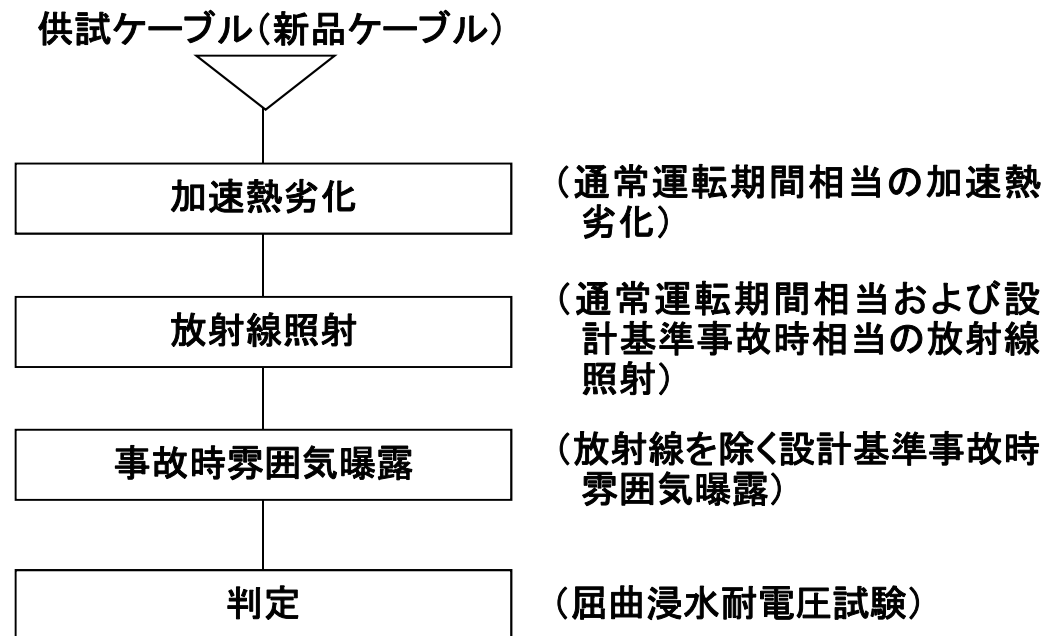 供試ケーブル（新品ケーブル）
加速熱劣化
（通常運転期間相当の加速熱
劣化）
放射線照射
（通常運転期間相当および設
計基準事故時相当の放射線
照射）
事故時雰囲気曝露
（放射線を除く設計基準事故時
雰囲気曝露）
判定
（屈曲浸水耐電圧試験）